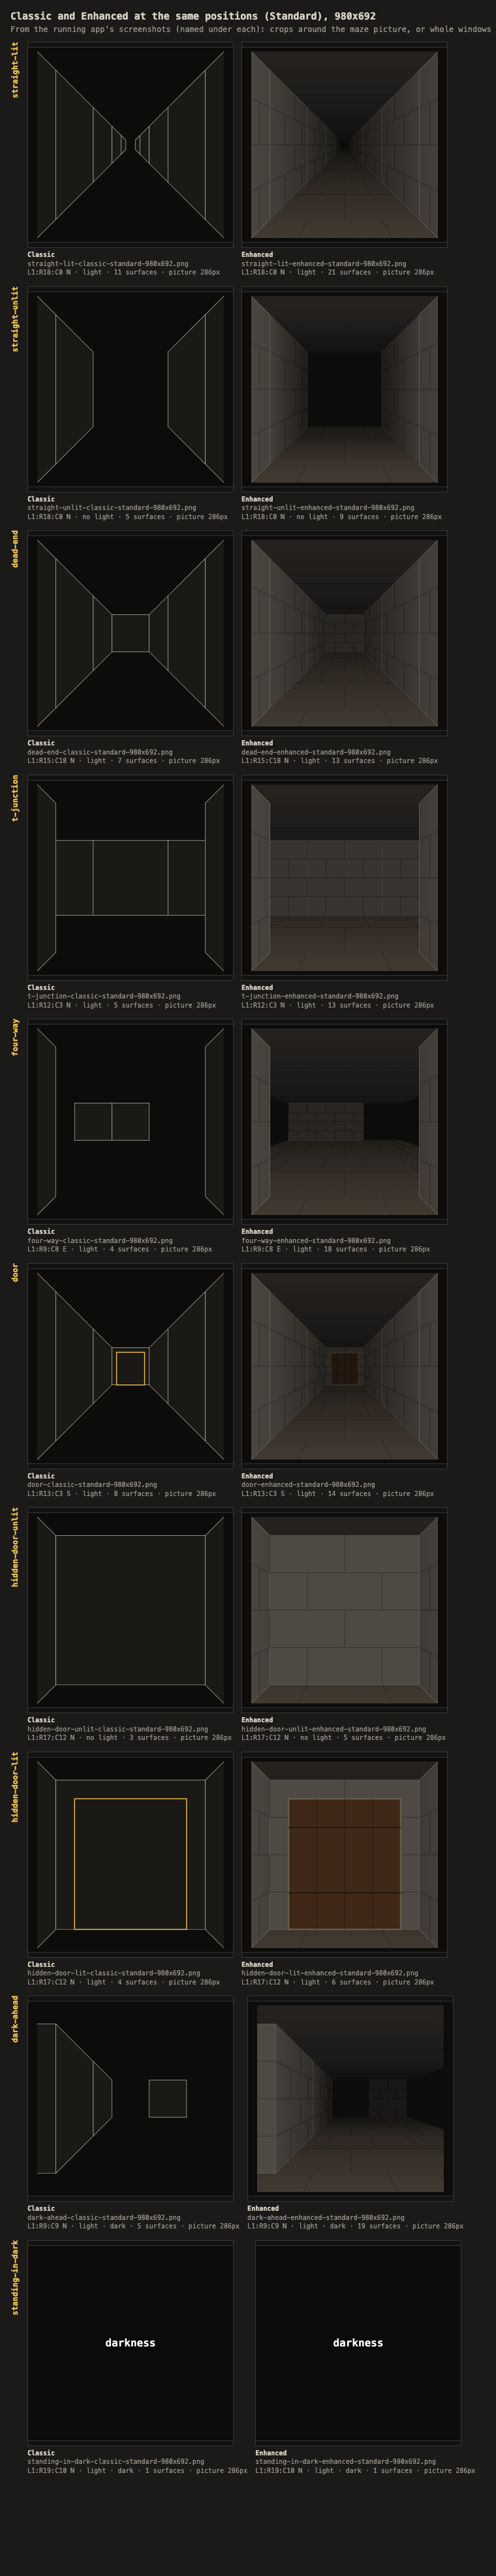 Classic and Enhanced at the same positions (Standard), 980x692
From the running app's screenshots (named under each): crops around the maze picture, or whole windows
straight-lit
Classic
straight-lit-classic-standard-980x692.png
L1:R18:C0 N · light · 11 surfaces · picture 286px
Enhanced
straight-lit-enhanced-standard-980x692.png
L1:R18:C0 N · light · 21 surfaces · picture 286px
straight-unlit
Classic
straight-unlit-classic-standard-980x692.png
L1:R18:C0 N · no light · 5 surfaces · picture 286px
Enhanced
straight-unlit-enhanced-standard-980x692.png
L1:R18:C0 N · no light · 9 surfaces · picture 286px
dead-end
Classic
dead-end-classic-standard-980x692.png
L1:R15:C18 N · light · 7 surfaces · picture 286px
Enhanced
dead-end-enhanced-standard-980x692.png
L1:R15:C18 N · light · 13 surfaces · picture 286px
t-junction
Classic
t-junction-classic-standard-980x692.png
L1:R12:C3 N · light · 5 surfaces · picture 286px
Enhanced
t-junction-enhanced-standard-980x692.png
L1:R12:C3 N · light · 13 surfaces · picture 286px
four-way
Classic
four-way-classic-standard-980x692.png
L1:R9:C8 E · light · 4 surfaces · picture 286px
Enhanced
four-way-enhanced-standard-980x692.png
L1:R9:C8 E · light · 18 surfaces · picture 286px
door
Classic
door-classic-standard-980x692.png
L1:R13:C3 S · light · 8 surfaces · picture 286px
Enhanced
door-enhanced-standard-980x692.png
L1:R13:C3 S · light · 14 surfaces · picture 286px
hidden-door-unlit
Classic
hidden-door-unlit-classic-standard-980x692.png
L1:R17:C12 N · no light · 3 surfaces · picture 286px
Enhanced
hidden-door-unlit-enhanced-standard-980x692.png
L1:R17:C12 N · no light · 5 surfaces · picture 286px
hidden-door-lit
Classic
hidden-door-lit-classic-standard-980x692.png
L1:R17:C12 N · light · 4 surfaces · picture 286px
Enhanced
hidden-door-lit-enhanced-standard-980x692.png
L1:R17:C12 N · light · 6 surfaces · picture 286px
dark-ahead
Classic
dark-ahead-classic-standard-980x692.png
L1:R9:C9 N · light · dark · 5 surfaces · picture 286px
Enhanced
dark-ahead-enhanced-standard-980x692.png
L1:R9:C9 N · light · dark · 19 surfaces · picture 286px
standing-in-dark
darkness
Classic
standing-in-dark-classic-standard-980x692.png
L1:R19:C10 N · light · dark · 1 surfaces · picture 286px
darkness
Enhanced
standing-in-dark-enhanced-standard-980x692.png
L1:R19:C10 N · light · dark · 1 surfaces · picture 286px